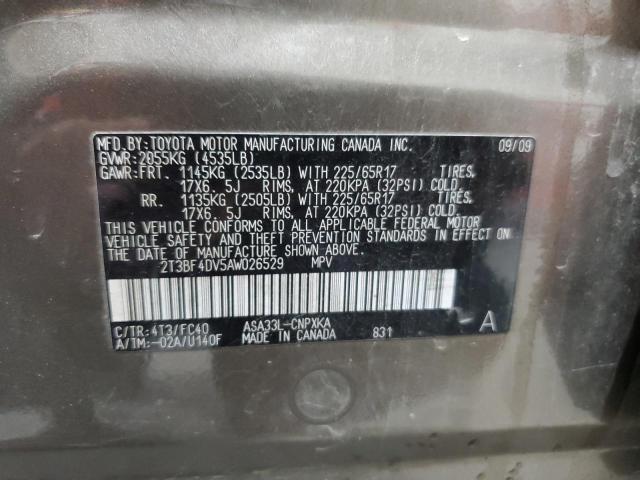 MFD. BY: TOYOTA MOTOR MANUFACTURING CANADA INC. 09/09
GVWR: 2055KG (4535LB)
GAWR: FRT. 1145KG (2535LB) WITH 225/65R17 TIRES,
17X6.5J RIMS, AT 220KPA (32PSI) COLD
RR. 1135KG (2505LB) WITH 225/65R17 TIRES,
17X6.5J RIMS, AT 220KPA (32PSI) COLD
THIS VEHICLE CONFORMS TO ALL APPLICABLE FEDERAL MOTOR
VEHICLE SAFETY AND THEFT PREVENTION STANDARDS IN EFFECT ON
THE DATE OF MANUFACTURE SHOWN ABOVE.
2T3BF4DV5AW026529 MPV
C/TR: 4T3/FC40 ASA33L-CNPXKA A
A/TM: -02A/U140F MADE IN CANADA 831